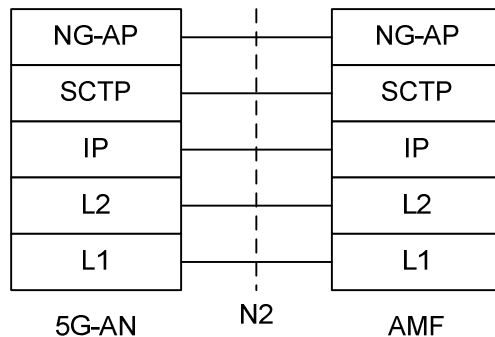 NG-AP NG-AP
SCTP SCTP
IP IP
L2 L2
L1 L1
5G-AN N2 AMF